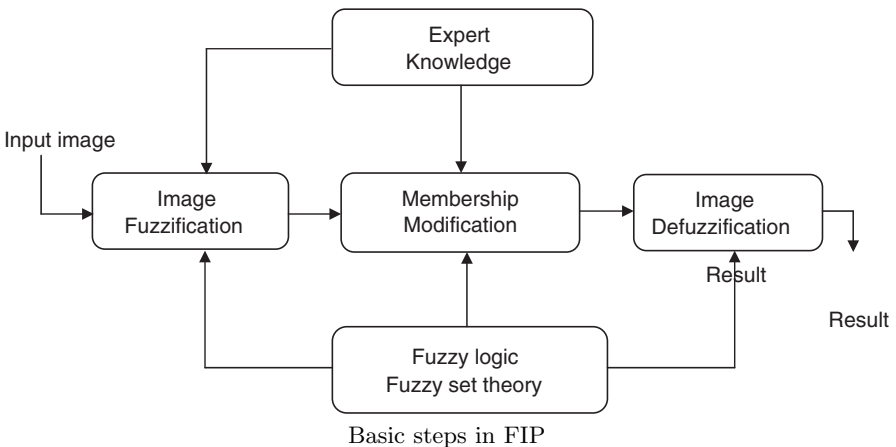 Expert
Knowledge
Input image
Image
Fuzzification
Membership
Modification
Image
Defuzzification
Result
Result
Fuzzy logic
Fuzzy set theory
Basic steps in FIP